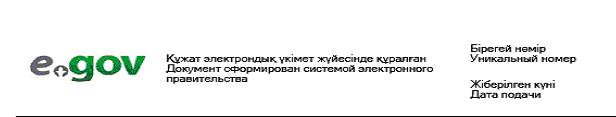 e.gov
Құжат электрондық үкімет жүйесінде құралған
Документ сформирован системой электронного
правительства
Бірегей нөмір
Уникальный номер
Жіберілген күні
Дата подачи